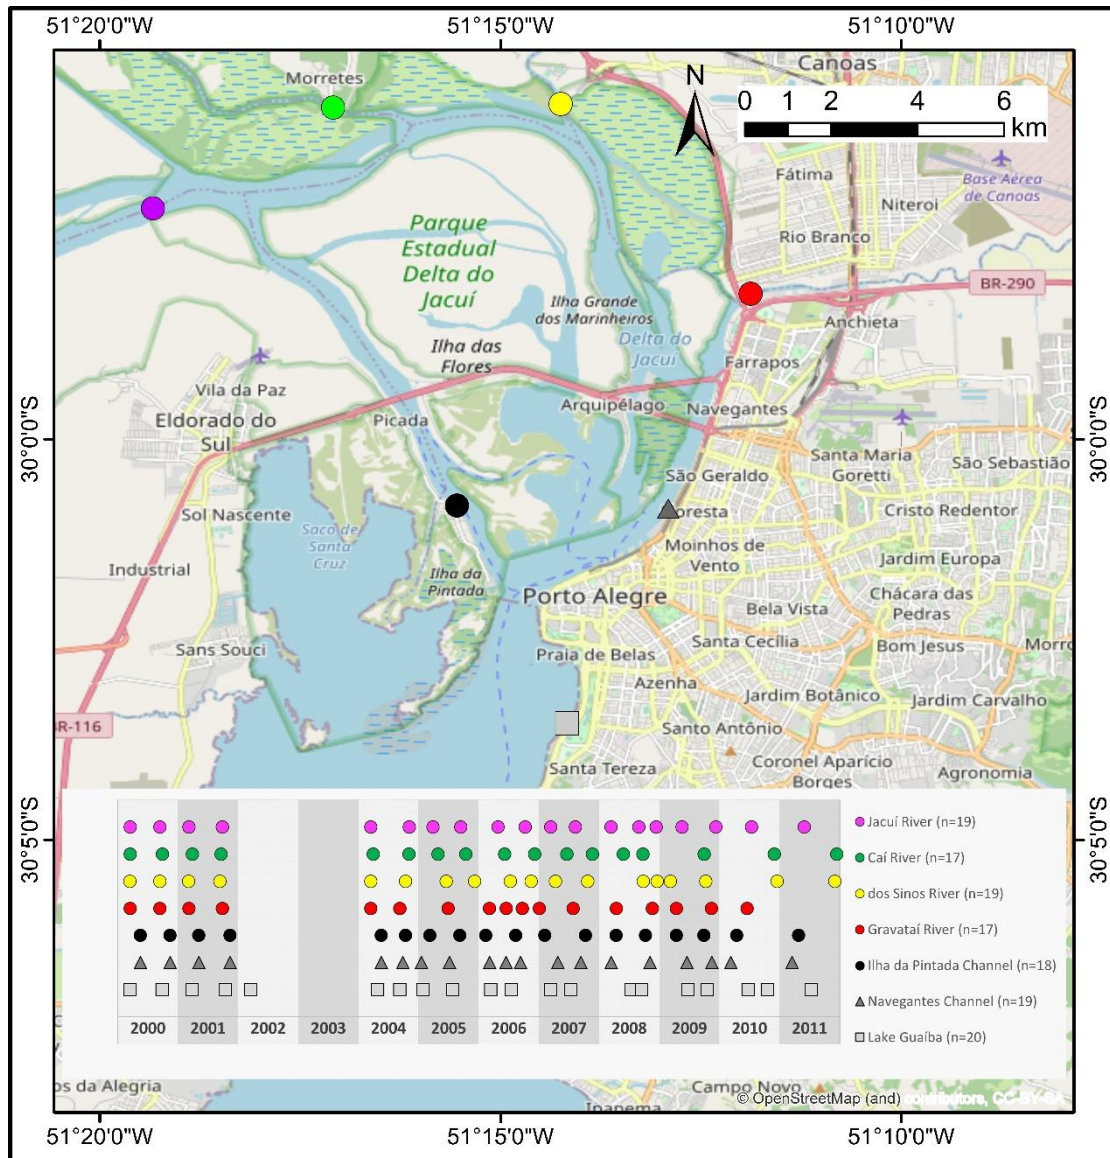 51°20'0"W
51°15'0"W
51°10'0"W
Canoas
Morretes
N
0 1 2 4 6
km
Fátima
Base Aérea
de Canoas
Niteroi
Parque
Estadual
Delta do
Jacuí
Rio Branco
BR-290
Ilha Grande
dos Marinheiros
Anchieta
Delta do
Jacuí
Ilha das
Flores
Farrapos
Vila da Paz
Eldorado do
Sul
Picada
Arquipélago
Navegantes
30°0'0"S
30°0'0"S
Santa Maria
Goretti
São Sebastião
São Geraldo
Sol Nascente
Saco de
Santa
Cruz
oresta
Cristo Redentor
Moinhos de
Vento
Jardim Europa
Industrial
Ilha da
Pintada
Porto Alegre
Bela Vista
Chácara das
Pedras
Sans Souci
Santa Cecília
Bom Jesus
Morro
Praia de Belas
Azenha
Jardim Botânico
Jardim Carvalho
BR-116
Santo Antônio
Santa Tereza
Coronel Aparício
Borges
Agronomia
30°5'0"S
30°5'0"S
Jacuí River (n=19)
Caí River (n=17)
dos Sinos River (n=19)
Gravataí River (n=17)
Ilha da Pintada Channel (n=18)
Navegantes Channel (n=19)
Lake Guaíba (n=20)
2000 2001 2002 2003 2004 2005 2006 2007 2008 2009 2010 2011
os da Alegria
Campo Novo
Ipanema
© OpenStreetMap (and) contributors, CC-BY-SA
51°20'0"W
51°15'0"W
51°10'0"W